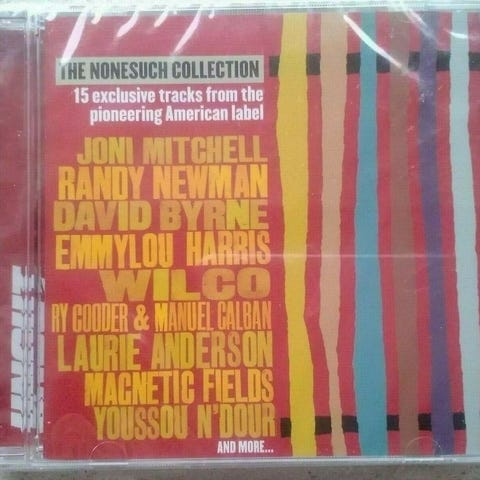 THE NONESUCH COLLECTION
15 exclusive tracks from the
pioneering American label
JONI MITCHELL
RANDY NEWMAN
DAVID BYRNE
EMMYLOU HARRIS
WILCO
RY COODER & MANUEL CALBAN
LAURIE ANDERSON
MAGNETIC FIELDS
YOUSSOU N'DOUR
AND MORE...